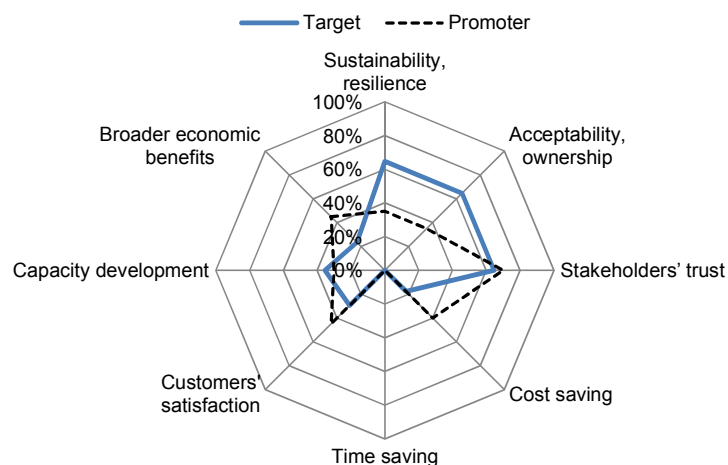 Target Promoter
Sustainability,
resilience
100%
80%
60%
40%
20%
0%
Acceptability,
ownership
Stakeholders' trust
Cost saving
Time saving
Customers'
satisfaction
Capacity development
Broader economic
benefits